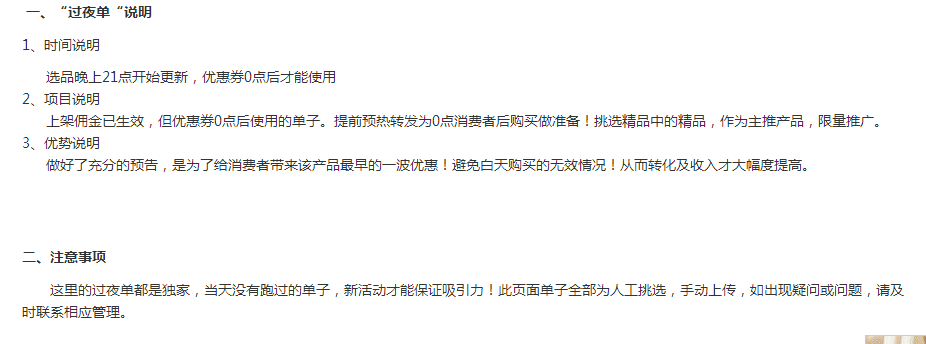 一、“过夜单“说明
1、时间说明
选品晚上21点开始更新，优惠券0点后才能使用
2、项目说明
上架佣金已生效，但优惠券0点后使用的单子。提前预热转发为0点消费者后购买做准备！挑选精品中的精品，作为主推产品，限量推广。
3、优势说明
做好了充分的预告，是为了给消费者带来该产品最早的一波优惠！避免白天购买的无效情况！从而转化及收入才大幅度提高。
二、注意事项
这里的过夜单都是独家，当天没有跑过的单子，新活动才能保证吸引力！此页面单子全部为人工挑选，手动上传，如出现疑问或问题，请及
时联系相应管理。